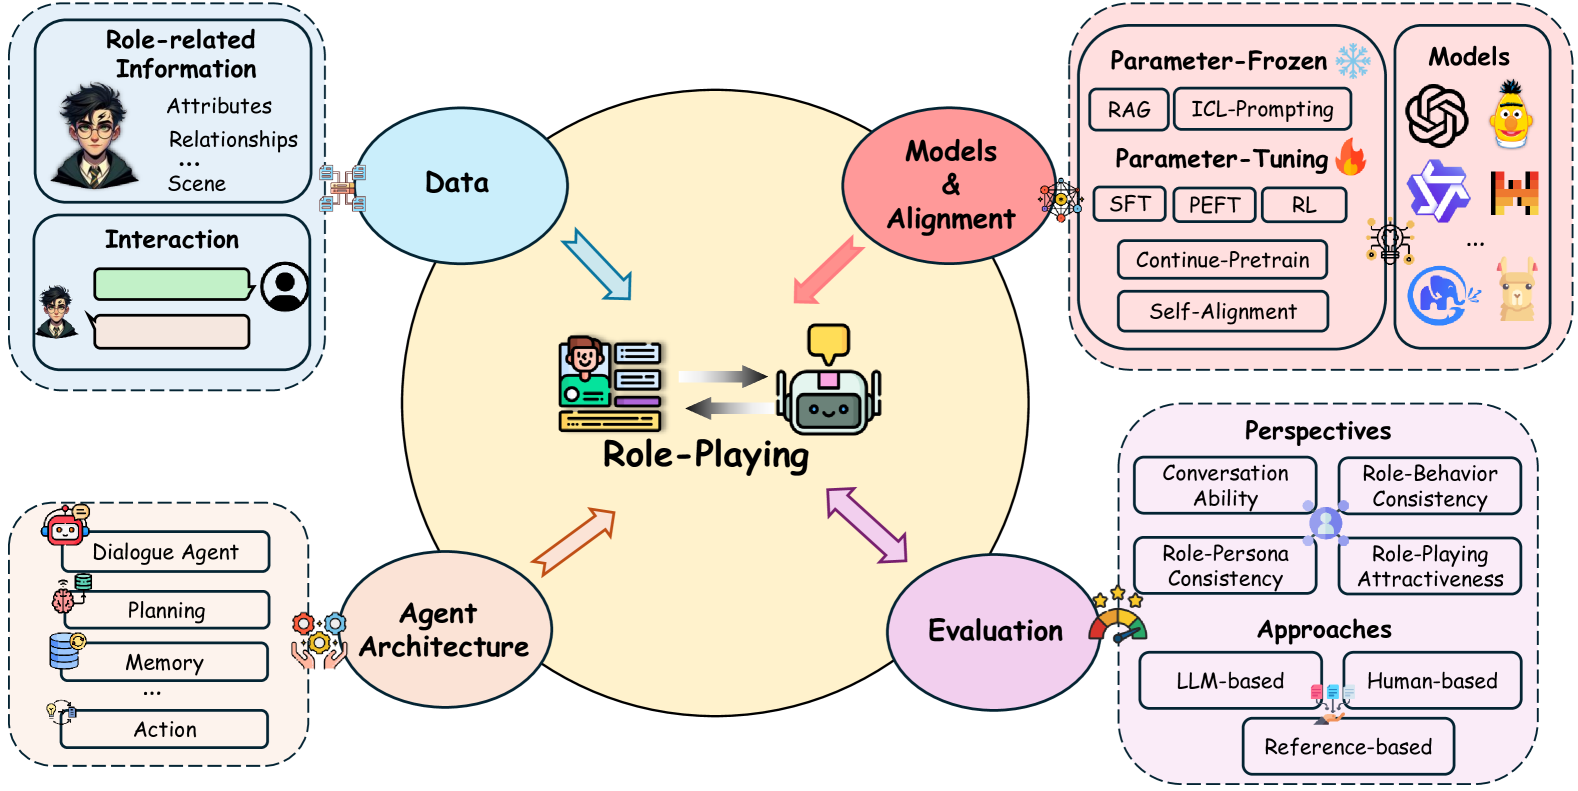 Role-related
Information
Attributes
Relationships
...
Scene
Interaction
Data
Models
&
Alignment
Parameter-Frozen
RAG
ICL-Prompting
Parameter-Tuning
SFT
PEFT
RL
Continue-Pretrain
Self-Alignment
Models
...
Role-Playing
Dialogue Agent
Planning
Memory
...
Action
Agent
Architecture
Evaluation
Perspectives
Conversation
Ability
Role-Behavior
Consistency
Role-Persona
Consistency
Role-Playing
Attractiveness
Approaches
LLM-based
Human-based
Reference-based